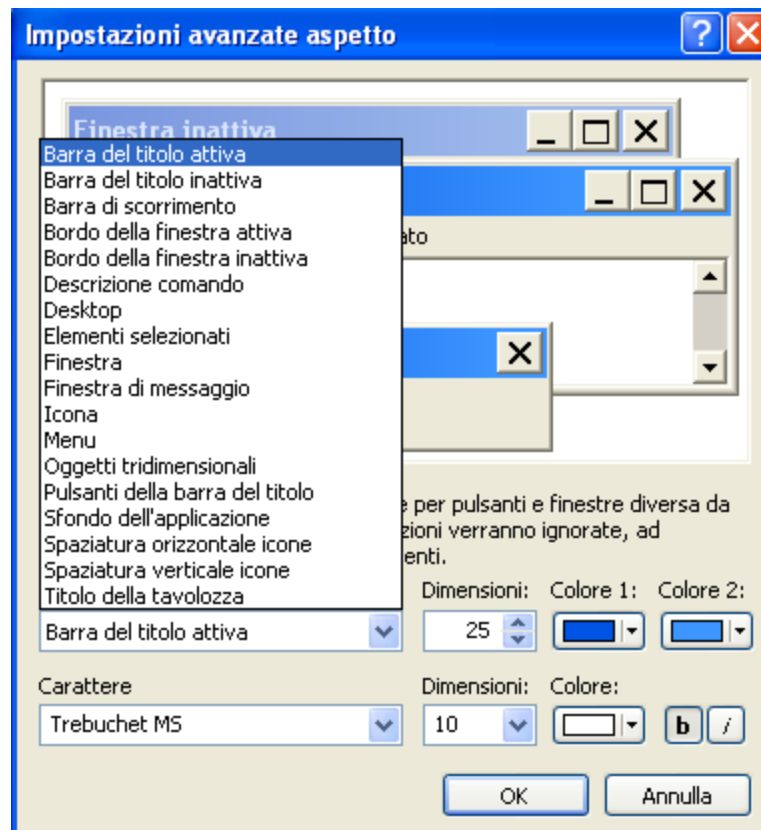 Impostazioni avanzate aspetto
Finestra inattiva
Barra del titolo attiva
Barra del titolo inattiva
Barra di scorrimento
Bordo della finestra attiva
ato
Bordo della finestra inattiva
Descrizione comando
Desktop
Elementi selezionati
Finestra
Finestra di messaggio
Icona
Menu
Oggetti tridimensionali
Pulsanti della barra del titolo
e per pulsanti e finestre diversa da
Sfondo dell'applicazione
zioni verranno ignorate, ad
Spaziatura orizzontale icone
enti.
Spaziatura verticale icone
Titolo della tavolozza
Dimensioni: Colore 1: Colore 2:
Barra del titolo attiva 25
Carattere Dimensioni: Colore:
Trebuchet MS 10 b /
OK Annulla